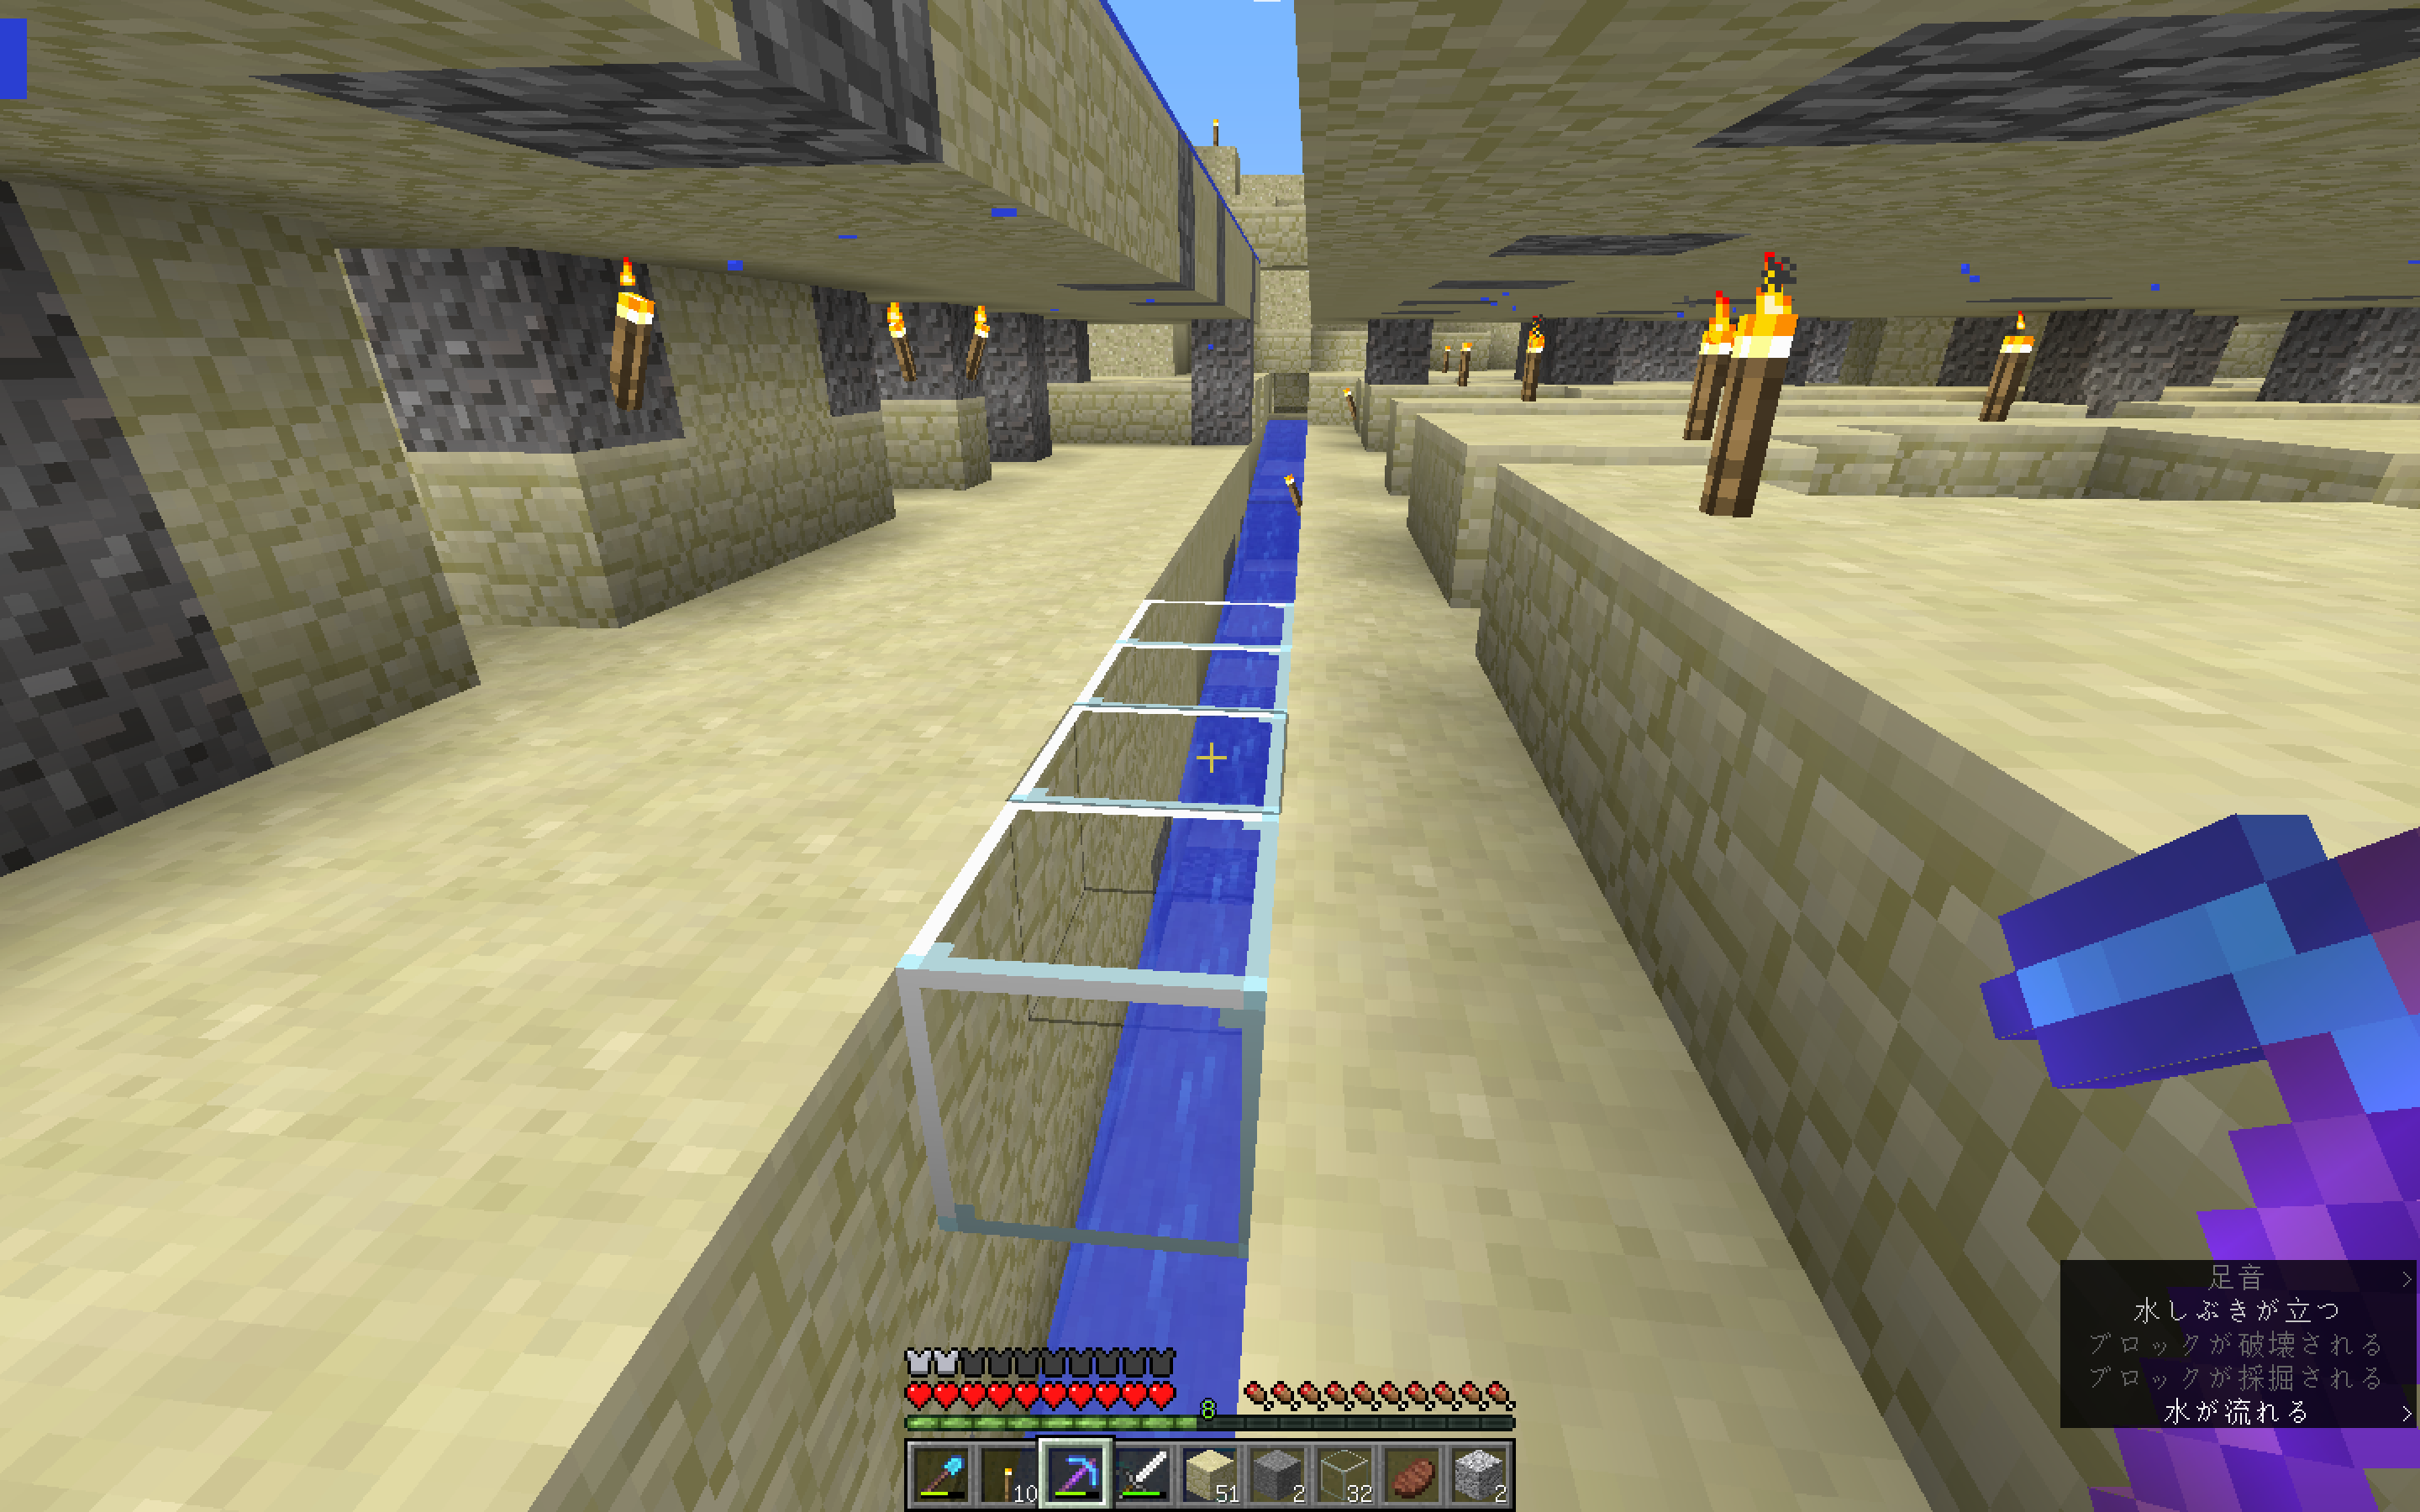 足音 >
水しぶきが立つ
ブロックが破壊される
ブロックが採掘される
水が流れる >
8
10 51 2 32 2